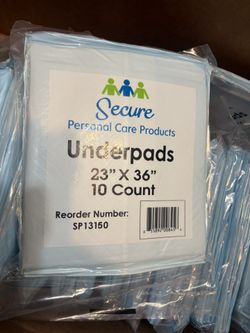 Secure
Personal Care Products
Underpads
23" X 36"
10 Count
Reorder Number:
SP13150